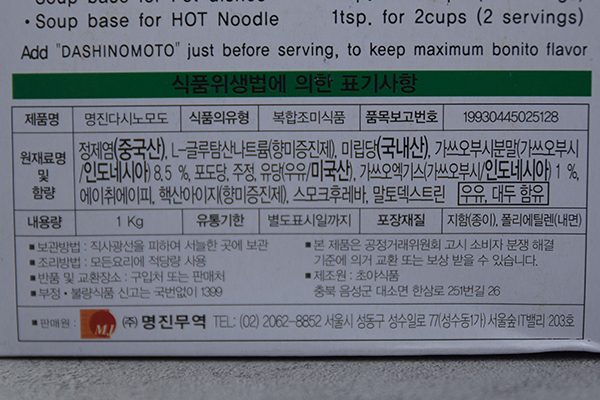 Soup base for HOT Noodle 1tsp. for 2cups (2 servings)
Add "DASHINOMOTO" just before serving, to keep maximum bonito flavor
식품위생법에 의한 표기사항
제품명 명진다시노모도 식품의유형 복합조미식품 품목보고번호 19930445025128
원재료명 및 함량 정제염(중국산), L-글루탐산나트륨(향미증진제), 미립당(국내산), 가쓰오부시분말(가쓰오부시
/인도네시아) 8.5 %, 포도당, 주정, 유당(우유/미국산), 가쓰오엑기스(가쓰오부시/인도네시아) 1 %,
에이취에이피, 핵산아이지(향미증진제), 스모크후레바, 말토덱스트린 우유, 대두 함유
내용량 1 Kg 유통기한 별도표시일까지 포장재질 지함(종이), 폴리에틸렌(내면)
■보관방법 : 직사광선을 피하여 서늘한 곳에 보관
■조리방법 : 모든요리에 적당량 사용
■반품 및 교환장소 : 구입처 또는 판매처
■부정•불량식품 신고는 국번없이 1399
■본 제품은 공정거래위원회 고시 소비자 분쟁 해결
기준에 의거 교환 또는 보상 받을 수 있습니다.
■제조원 : 초야식품
충북 음성군 대소면 한삼로 251번길 26
■판매원 : MJ (주) 명진무역 TEL: (02) 2062-8852 서울시 성동구 성수일로 77(성수동1가) 서울숲IT밸리 203호